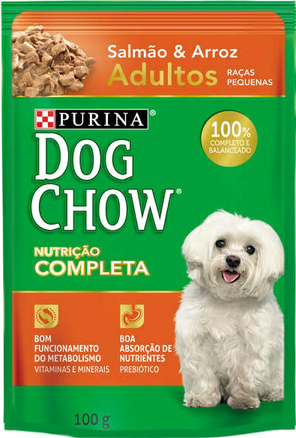 Salmão & Arroz
Adultos RAÇAS
PEQUENAS
PURINA®
DOG
CHOW®
100%
COMPLETO E
BALANCEADO
NUTRIÇÃO
COMPLETA
BOM
FUNCIONAMENTO
DO METABOLISMO
VITAMINAS E MINERAIS
BOA
ABSORÇÃO DE
NUTRIENTES
PREBIÓTICO
100 g